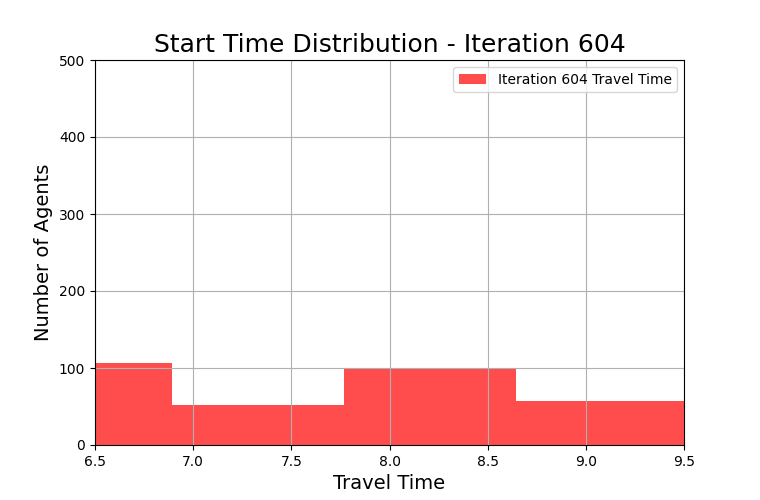 Start Time Distribution - Iteration 604
500
400
300
200
100
0
Number of Agents
Iteration 604 Travel Time
6.5 7.0 7.5 8.0 8.5 9.0 9.5
Travel Time